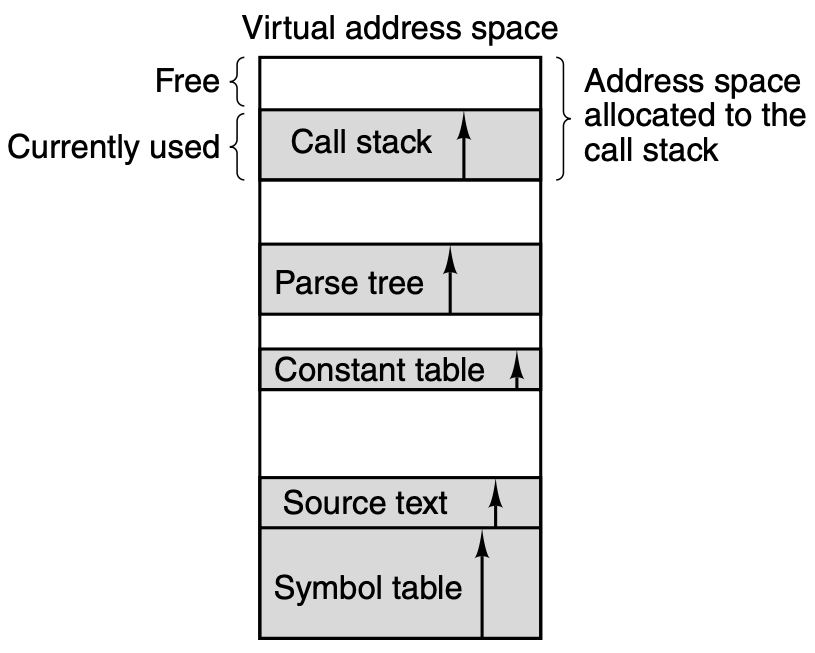 Virtual address space
Free
Currently used
Address space
allocated to the
call stack
Call stack
Parse tree
Constant table
Source text
Symbol table